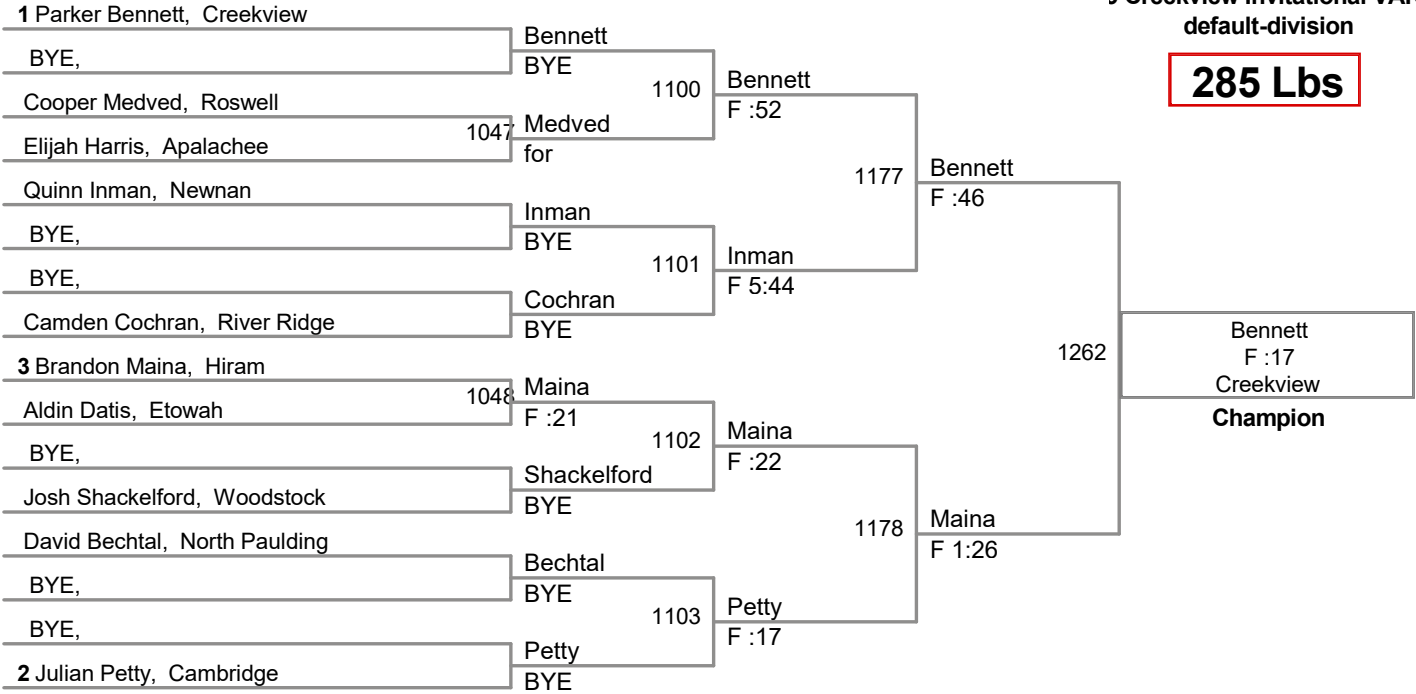 1 Parker Bennett, Creekview
BYE,
Cooper Medved, Roswell
Elijah Harris, Apalachee
Quinn Inman, Newnan
BYE,
BYE,
Camden Cochran, River Ridge
3 Brandon Maina, Hiram
Aldin Datis, Etowah
BYE,
Josh Shackelford, Woodstock
David Bechtal, North Paulding
BYE,
BYE,
2 Julian Petty, Cambridge
Bennett
BYE
1047 Medved
for
Inman
BYE
Cochran
BYE
1048 Maina
F :21
Shackelford
BYE
Bechtal
BYE
Petty
BYE
1100
Bennett
F :52
1101
Inman
F 5:44
1102
Maina
F :22
1103
Petty
F :17
1177
Bennett
F :46
1178
Maina
F 1:26
1262
Bennett
F :17
Creekview
Champion
Creekview Invitational
default-division
285 Lbs